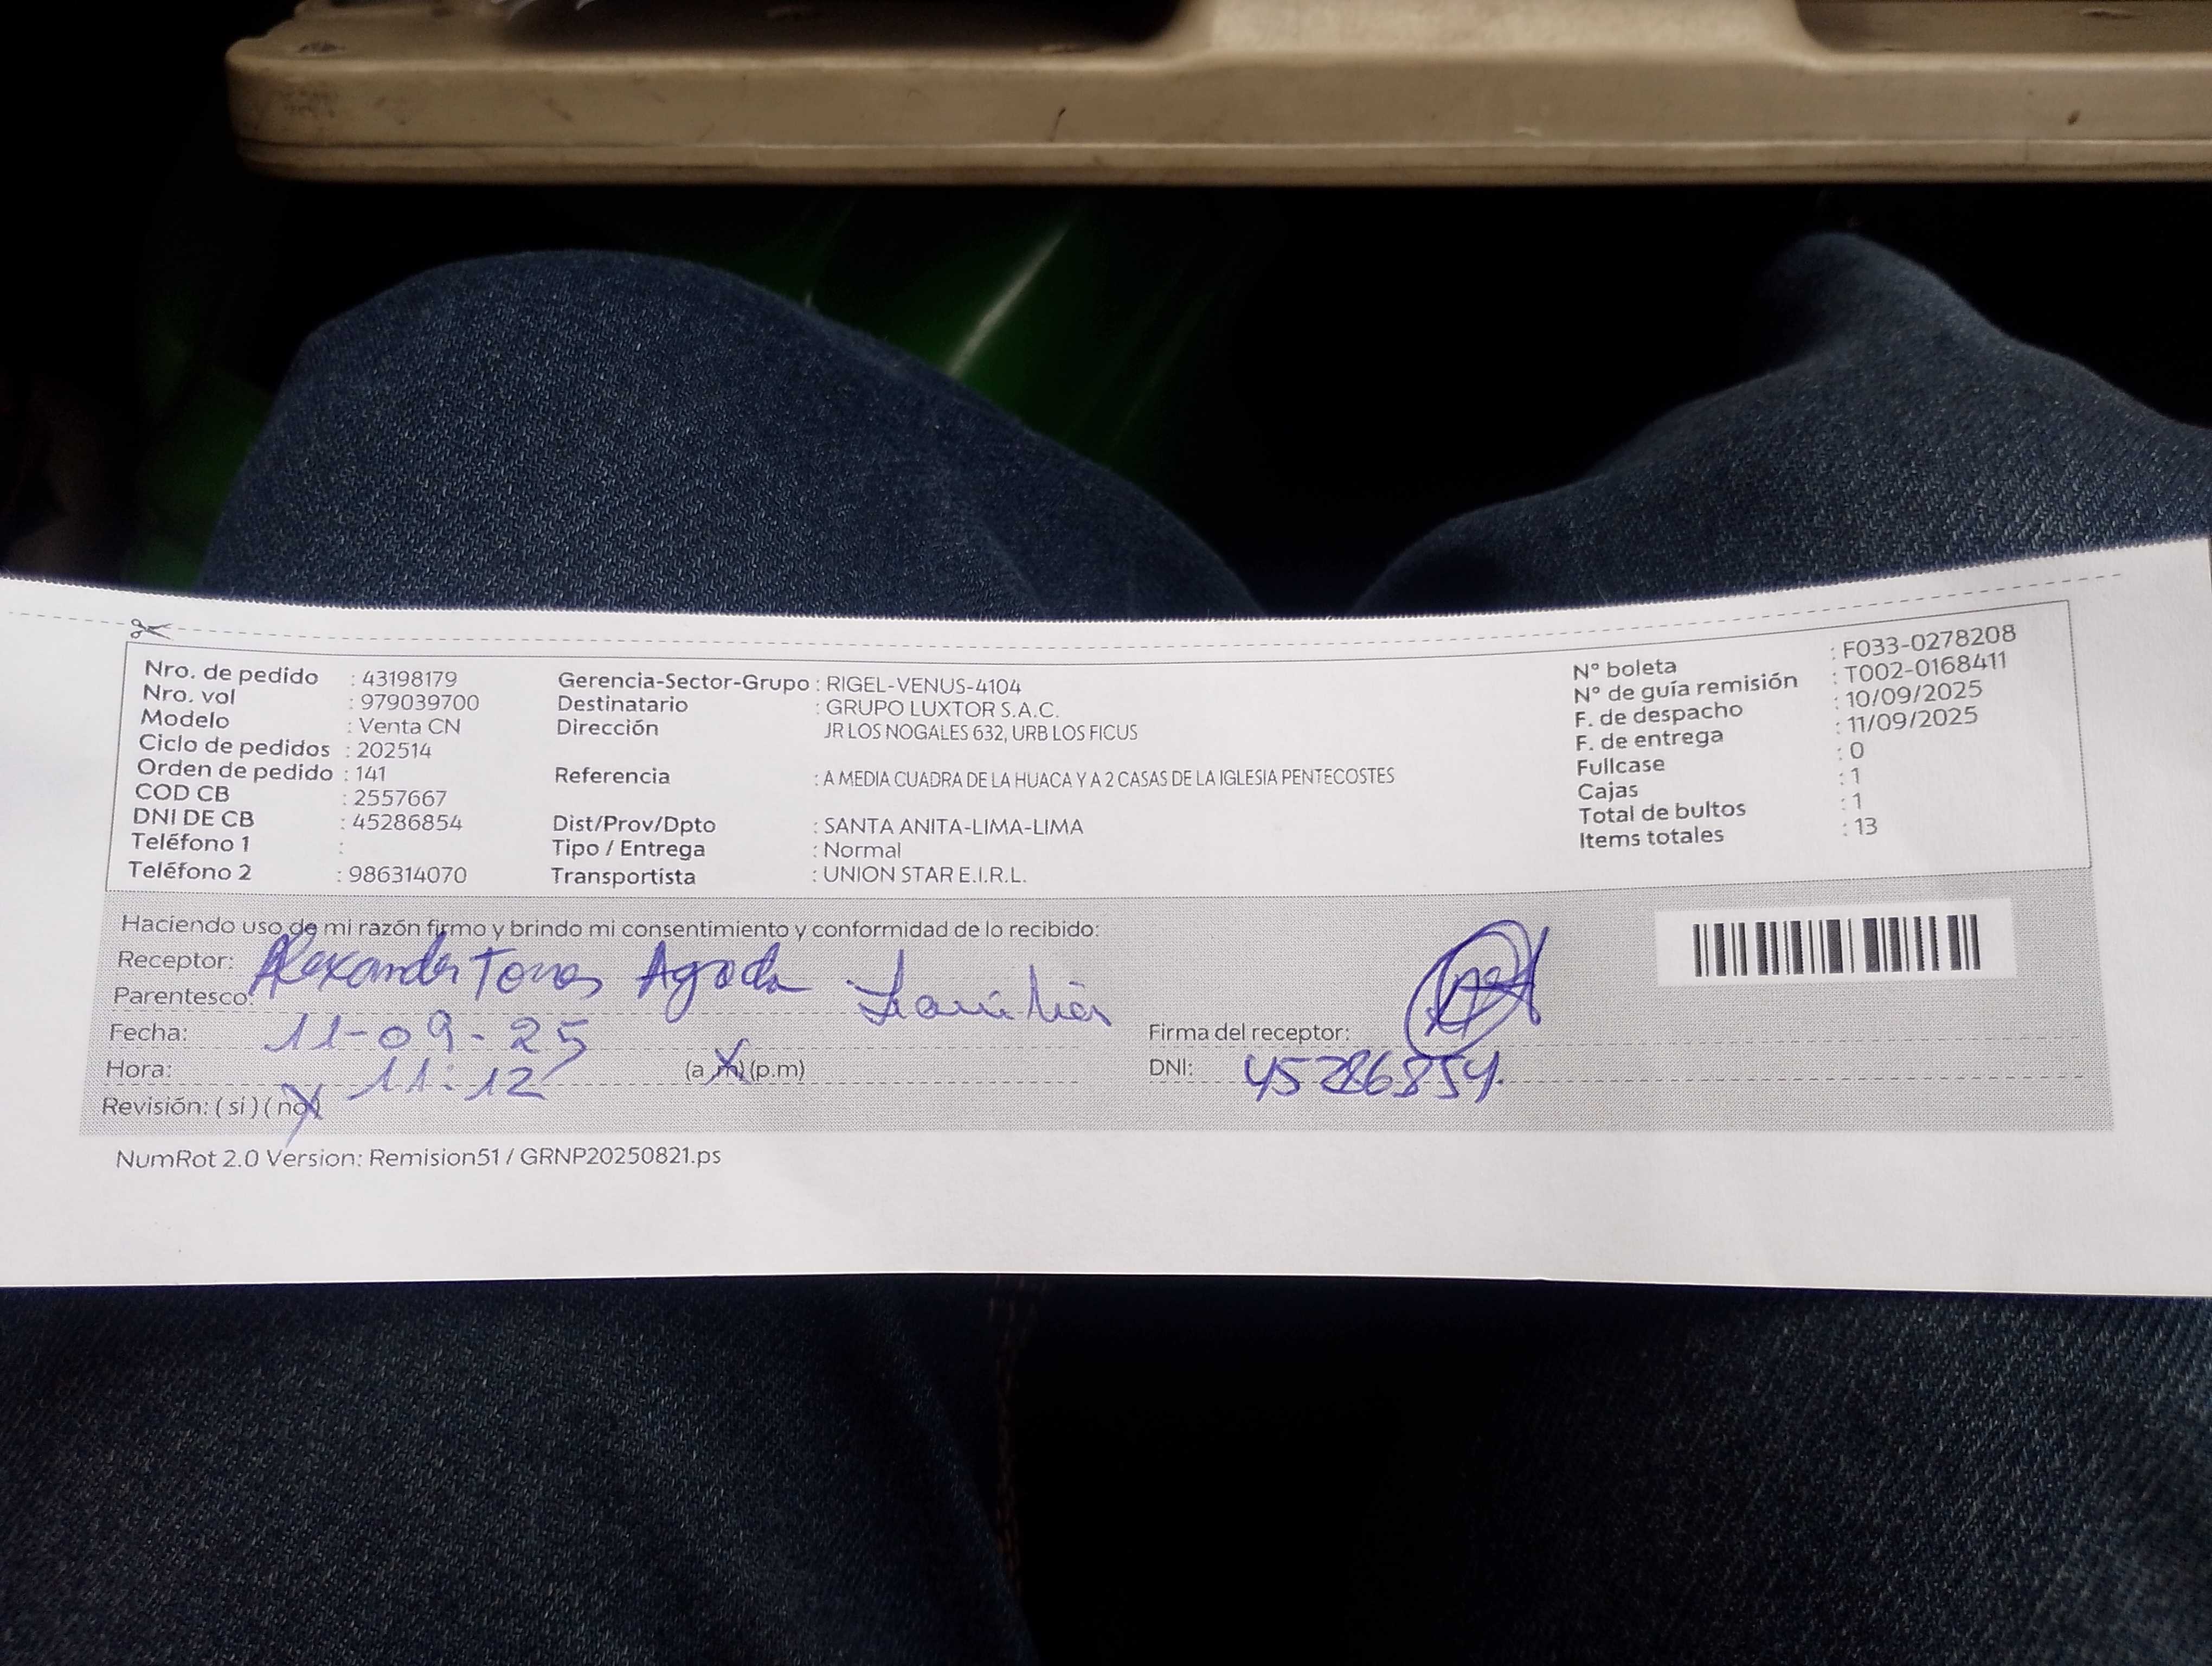 Nro. de pedido : 43198179
Nro. vol : 979039700
Modelo : Venta CN
Ciclo de pedidos : 202514
Orden de pedido : 141
COD CB : 2557667
DNI DE CB : 45286854
Teléfono 1 :
Teléfono 2 : 986314070
Gerencia-Sector-Grupo : RIGEL-VENUS-4104
Destinatario : GRUPO LUXTOR S.A.C.
Dirección JR LOS NOGALES 632, URB LOS FICUS
Referencia : A MEDIA CUADRA DE LA HUACA Y A 2 CASAS DE LA IGLESIA PENTECOSTES
Dist/Prov/Dpto : SANTA ANITA-LIMA-LIMA
Tipo / Entrega : Normal
Transportista : UNION STAR E.I.R.L.
N° boleta : F033-0278208
N° de guía remisión : T002-0168411
F. de despacho : 10/09/2025
F. de entrega : 11/09/2025
Fullcase : 0
Cajas : 1
Total de bultos : 1
Items totales : 13
Haciendo uso de mi razón firmo y brindo mi consentimiento y conformidad de lo recibido:
Receptor: Alexander Torres
Parentesco:
Fecha: 11-09-25
Hora: 11:12 (a.m) (p.m)
Revisión: (si) (no)
Firma del receptor:
DNI: 45286854
NumRot 2.0 Version: Remision51 / GRNP20250821.ps